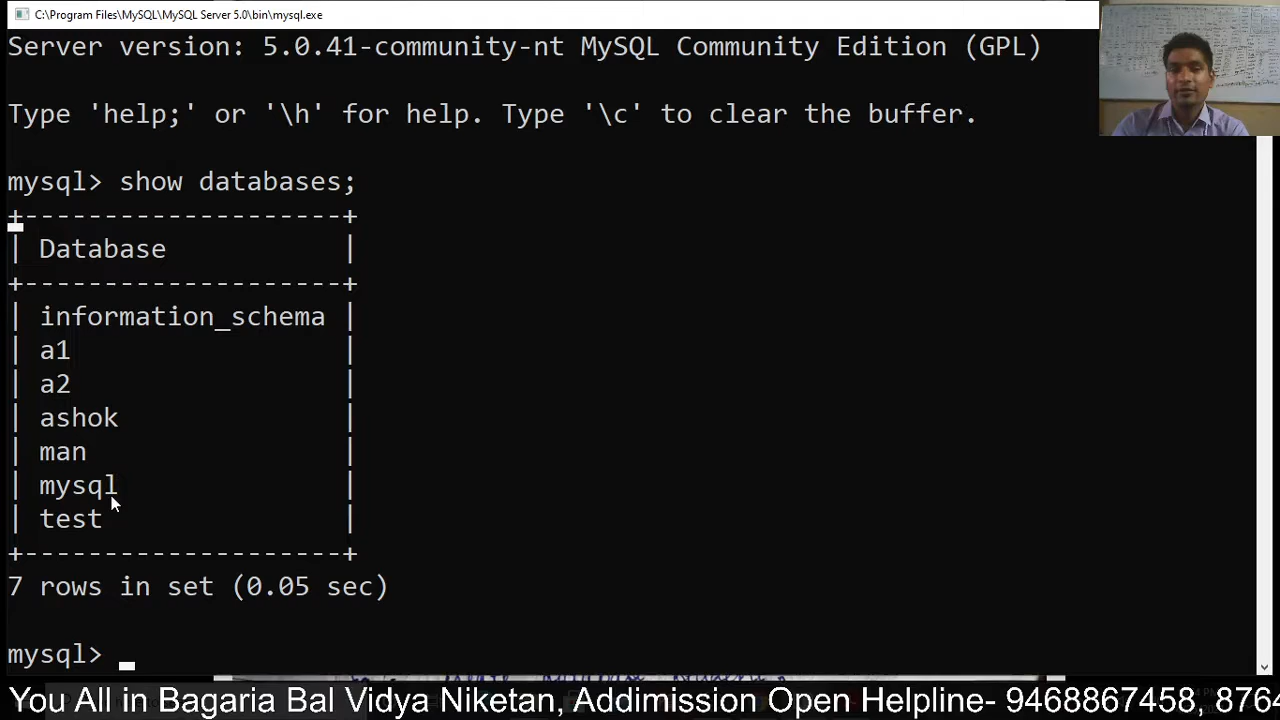 C:\Program Files\MySQL\MySQL Server 5.0\bin\mysql.exe
Server version: 5.0.41-community-nt MySQL Community Edition (GPL)
Type 'help;' or '\h' for help. Type '\c' to clear the buffer.
mysql> show databases;
+--------------------+
| Database           |
+--------------------+
| information_schema |
| a1                 |
| a2                 |
| ashok              |
| man                |
| mysql              |
| test               |
+--------------------+
7 rows in set (0.05 sec)
mysql>
You All in Bagaria Bal Vidya Niketan, Addimission Open Helpline- 9468867458, 8764